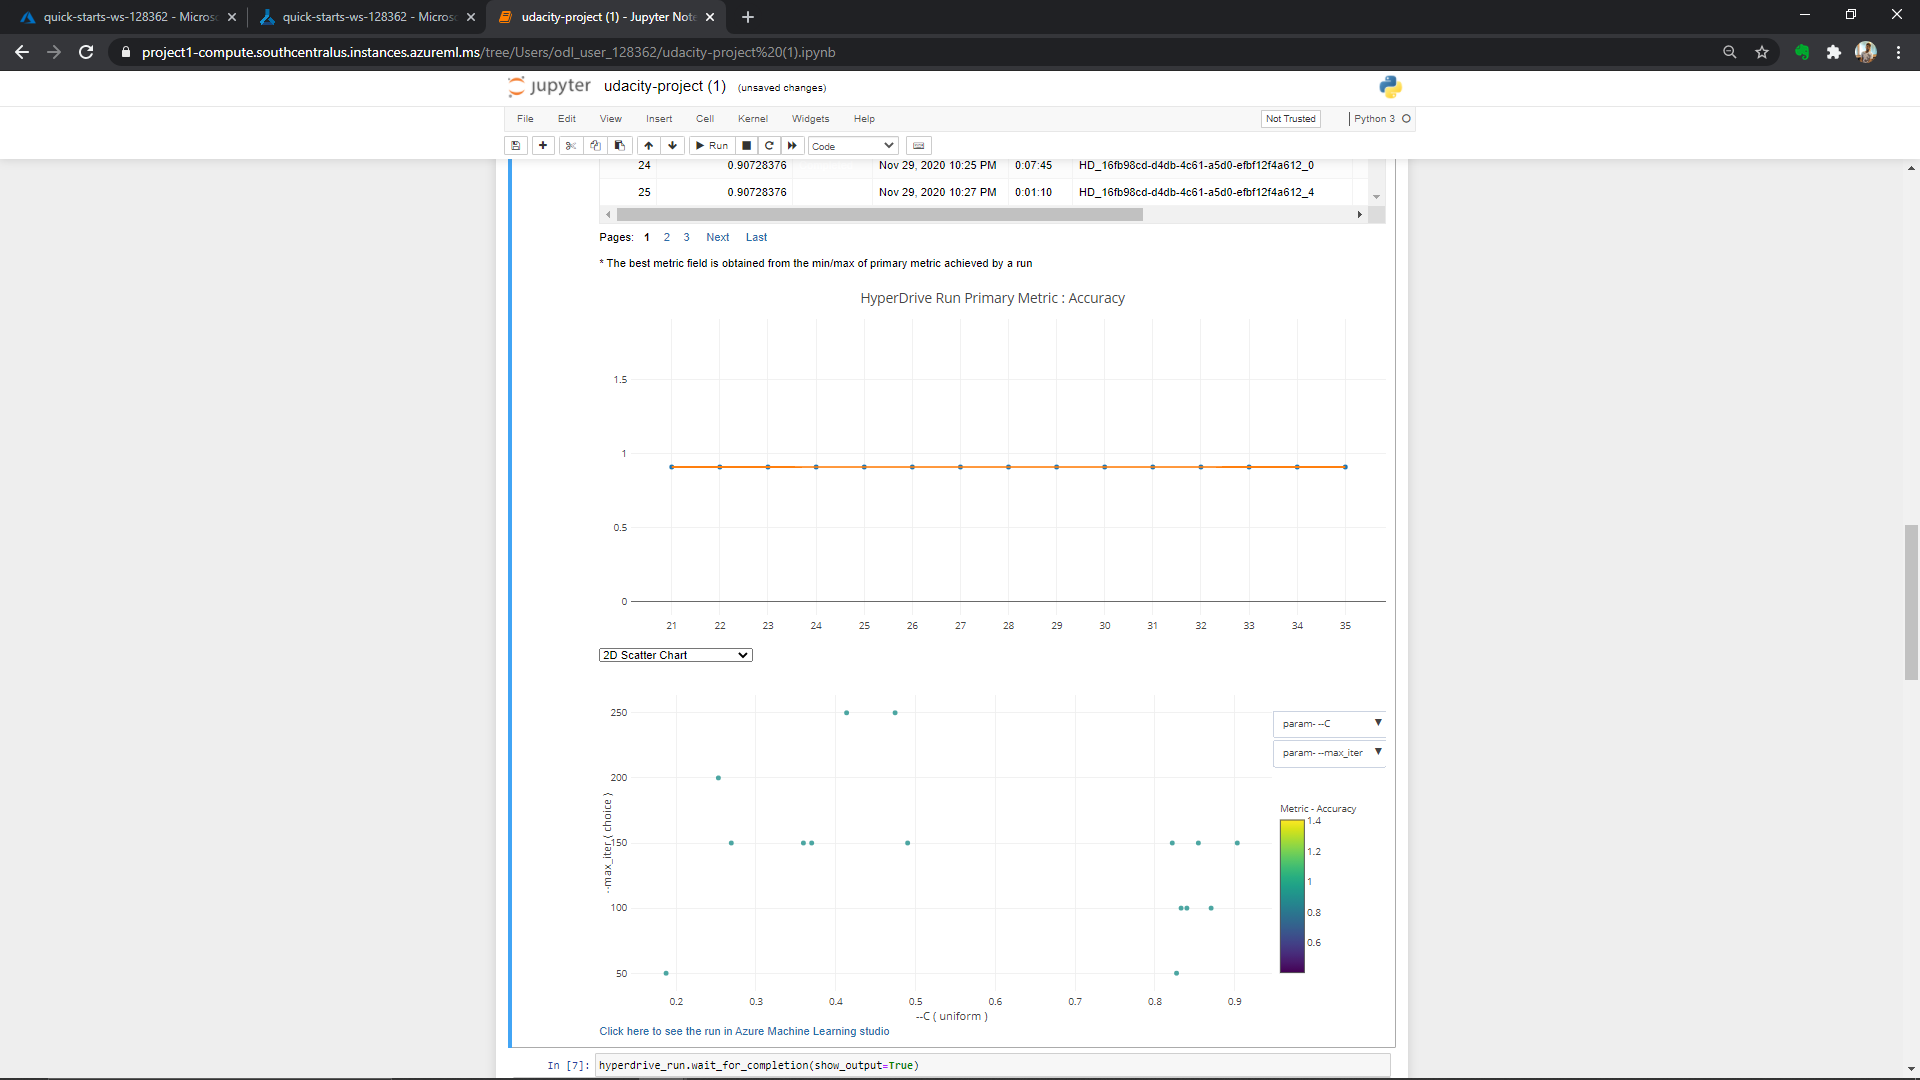 quick-starts-ws-128362 - Micros
quick-starts-ws-128362 - Micros
udacity-project (1) - Jupyter Note
project1-compute.southcentralus.instances.azureml.ms/tree/Users/odl_user_128362/udacity-project%20(1).ipynb
jupyter udacity-project (1) (unsaved changes)
File Edit View Insert Cell Kernel Widgets Help Not Trusted Python 3
Run Code
24 0.90728376 Nov 29, 2020 10:25 PM 0:07:45 HD_16fb98cd-d4db-4c61-a5d0-efbf12f4a612_0
25 0.90728376 Nov 29, 2020 10:27 PM 0:01:10 HD_16fb98cd-d4db-4c61-a5d0-efbf12f4a612_4
Pages: 1 2 3 Next Last
* The best metric field is obtained from the min/max of primary metric achieved by a run
HyperDrive Run Primary Metric : Accuracy
1.5
1
0.5
0
21 22 23 24 25 26 27 28 29 30 31 32 33 34 35
2D Scatter Chart
250
200
150
100
50
--max_iter ( choice )
0.2 0.3 0.4 0.5 0.6 0.7 0.8 0.9
--C ( uniform )
param- --C
param- --max_iter
Metric - Accuracy
1.4
1.2
1
0.8
0.6
Click here to see the run in Azure Machine Learning studio
In [7]: hyperdrive_run.wait_for_completion(show_output=True)